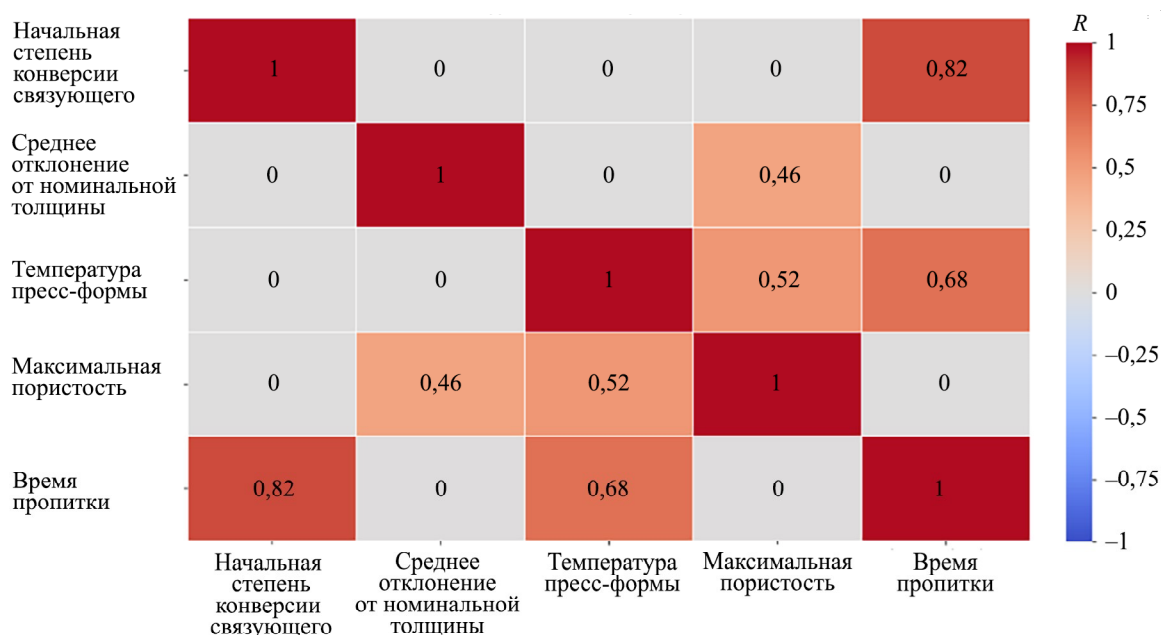 R
Начальная
степень
конверсии
связующего
1
0
0
0
0,82
Среднее
отклонение
от номинальной
толщины
0
1
0
0,46
0
Температура
пресс-формы
0
0
1
0,52
0,68
Максимальная
пористость
0
0,46
0,52
1
0
Время
пропитки
0,82
0
0,68
0
1
Начальная
степень
конверсии
связующего
Среднее
отклонение
от номинальной
толщины
Температура
пресс-формы
Максимальная
пористость
Время
пропитки
1
0,75
0,5
0,25
0
–0,25
–0,5
–0,75
–1